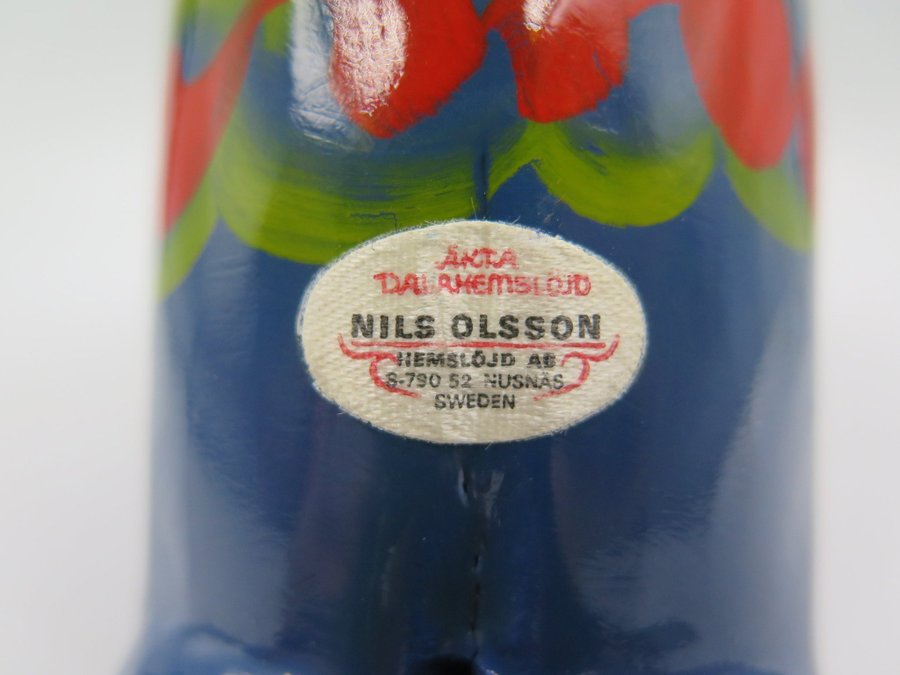 ÄKTA
DALAHEMSLÖJD
NILS OLSSON
HEMSLÖJD AB
S-790 52 NUSNÄS
SWEDEN